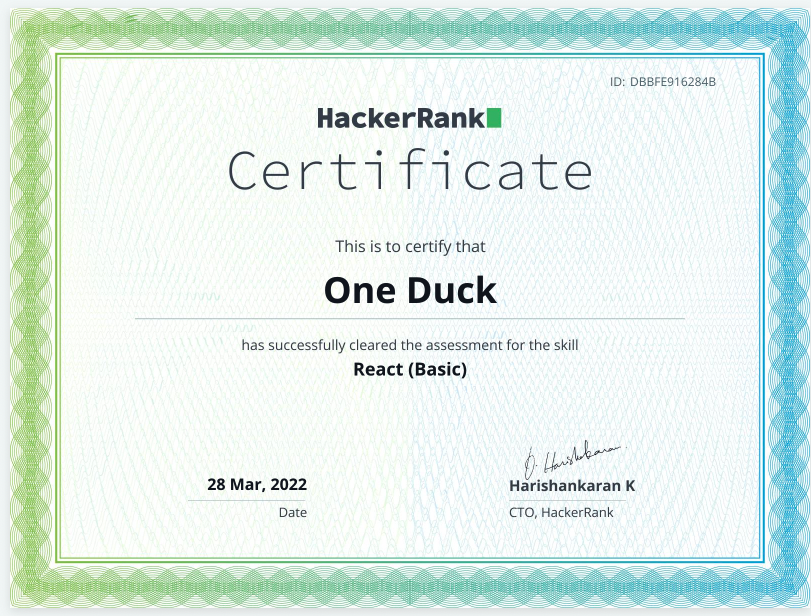 ID: DBBFE916284B
HackerRank
Certificate
This is to certify that
One Duck
has successfully cleared the assessment for the skill
React (Basic)
28 Mar, 2022
Date
Harishankaran K
CTO, HackerRank